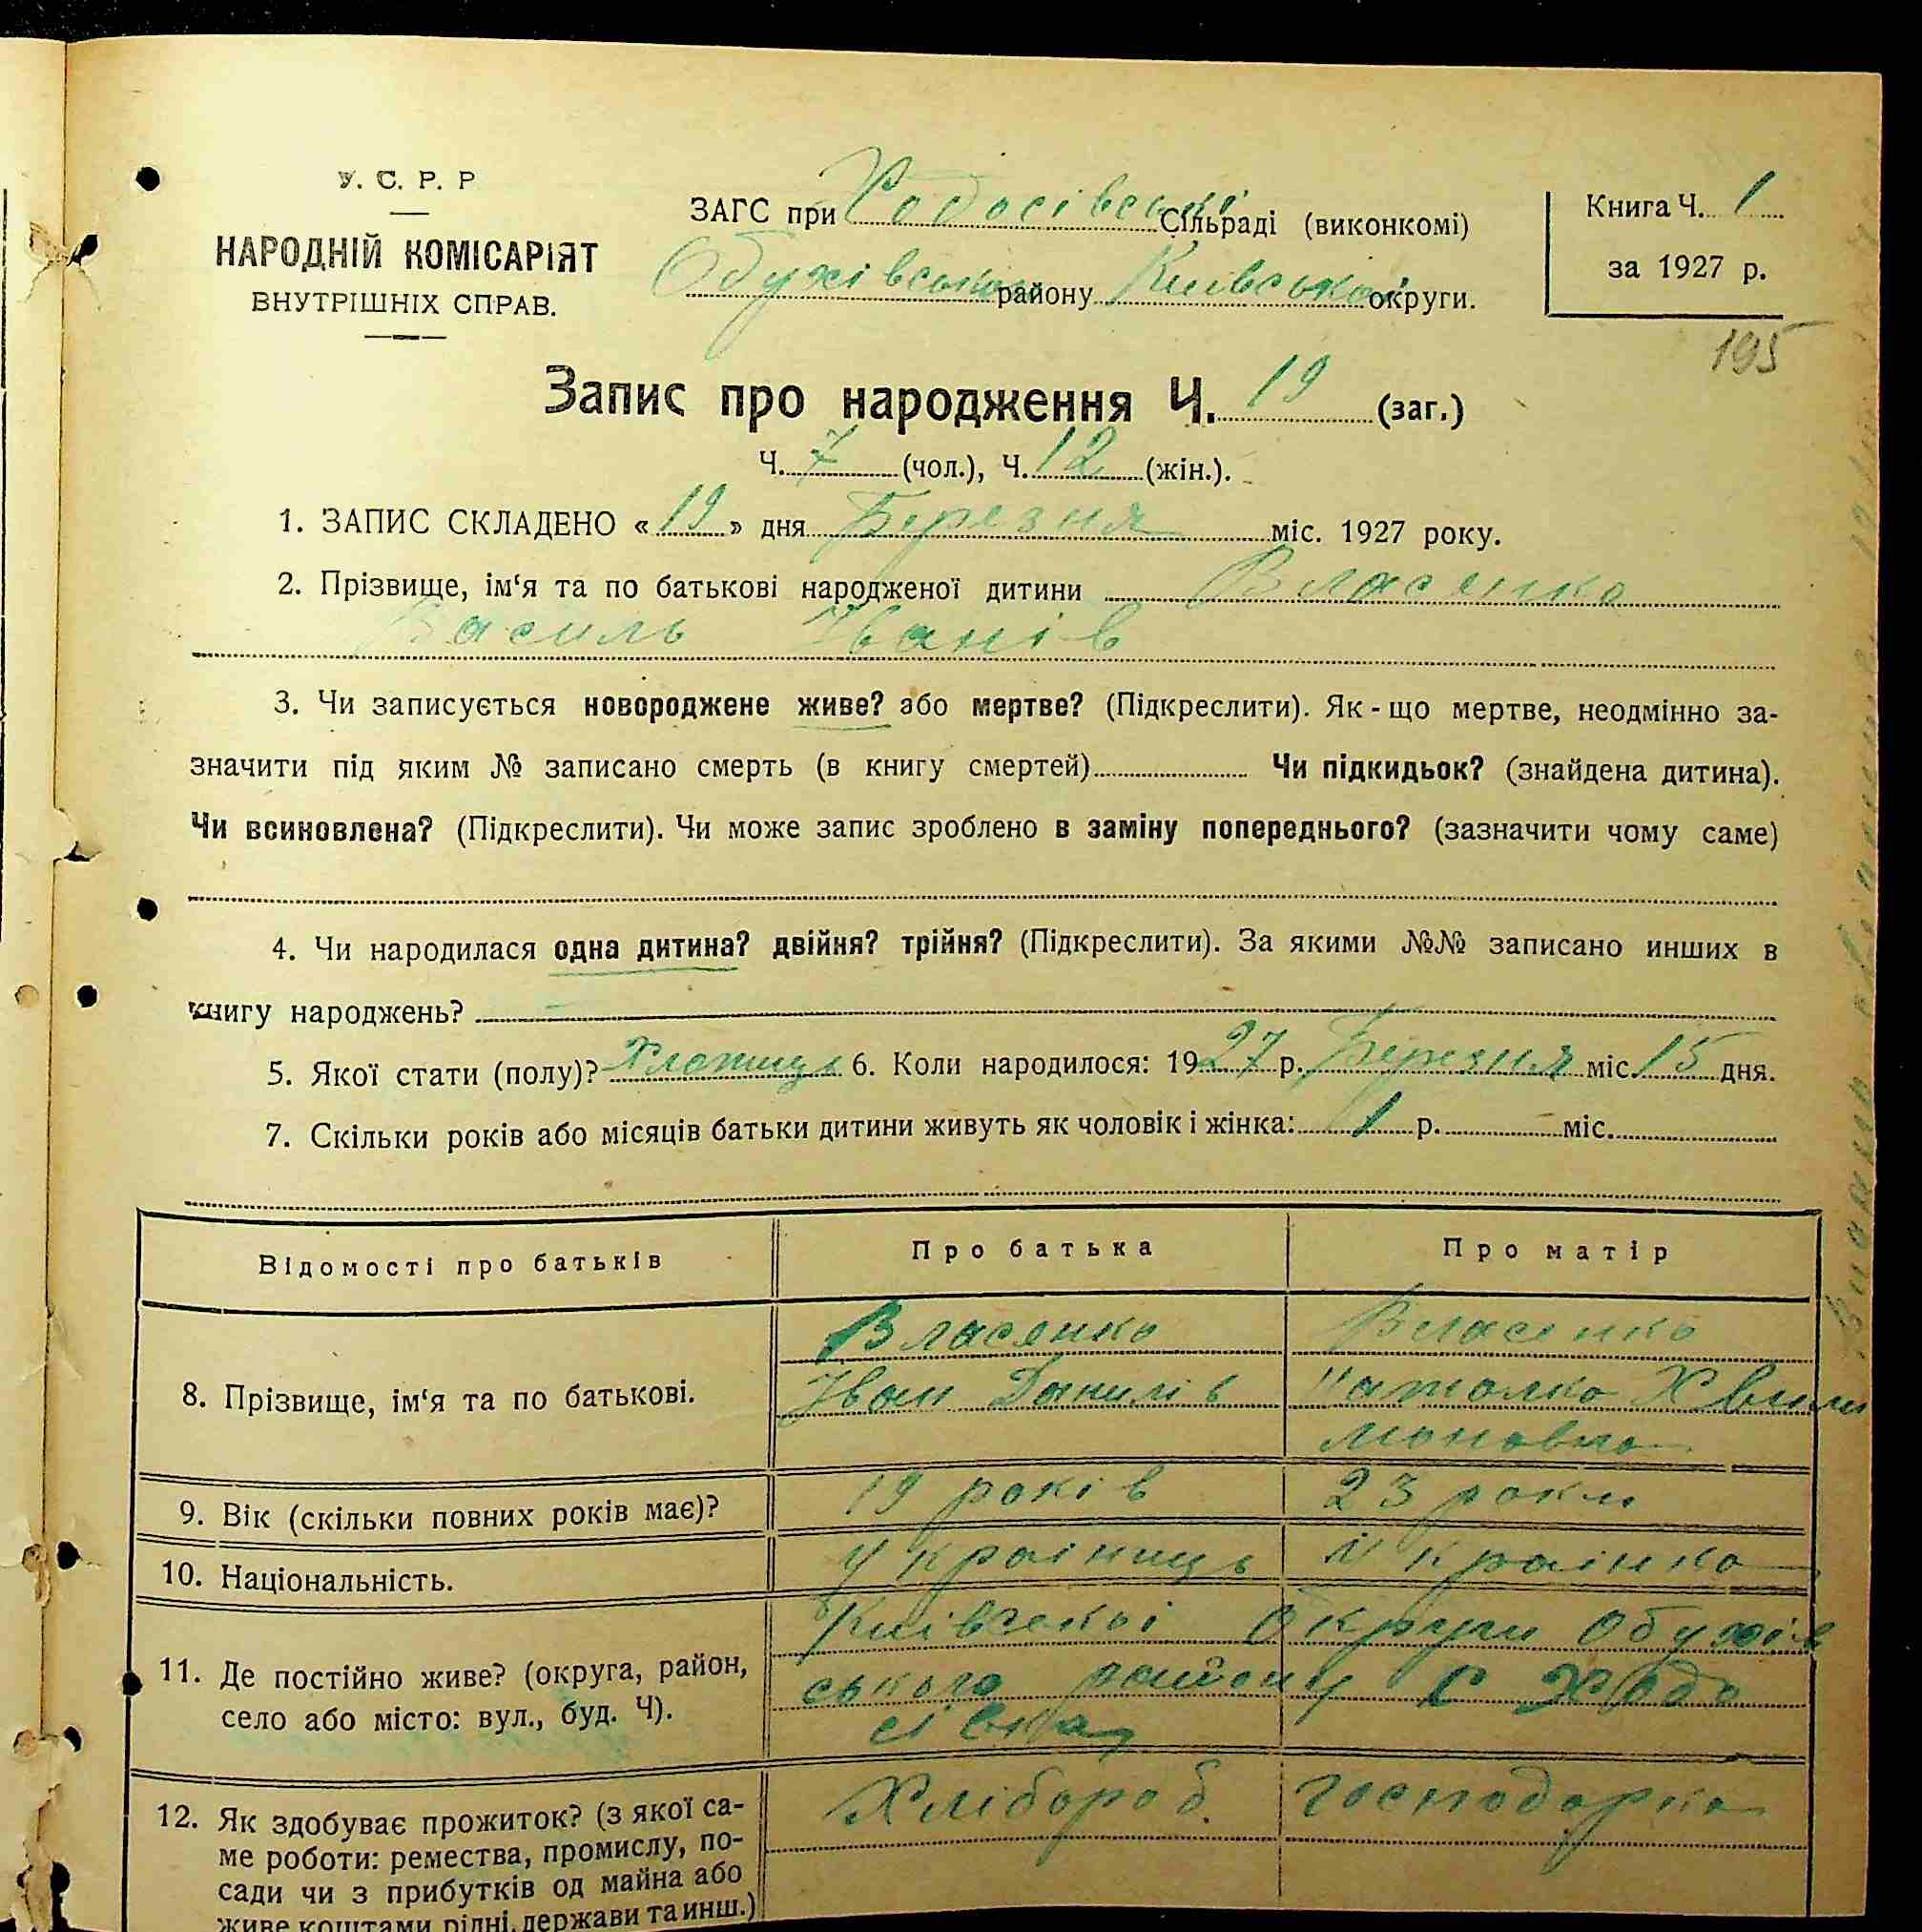 У. С. Р. Р
НАРОДНІЙ КОМІСАРІЯТ
ВНУТРІШНІХ СПРАВ.
ЗАГС при Ходосівські Сільраді (виконкомі)
Обухівського району Київської округи.
Книга Ч. 1
за 1927 р.
195
Запис про народження Ч. 19 (заг.)
Ч. 7 (чол.), Ч. 12 (жін.).
1. ЗАПИС СКЛАДЕНО «19» дня Березня міс. 1927 року.
2. Прізвище, ім‘я та по батькові народженої дитини Власенко
Василь Іванів
3. Чи записується новороджене живе? або мертве? (Підкреслити). Як-що мертве, неодмінно за-
значити під яким № записано смерть (в книгу смертей) Чи підкидьок? (знайдена дитина).
Чи всиновлена? (Підкреслити). Чи може запис зроблено в заміну попереднього? (зазначити чому саме)
4. Чи народилася одна дитина? двійня? трійня? (Підкреслити). За якими №№ записано инших в
книгу народжень?
5. Якої стати (полу)? Хлопиць 6. Коли народилося: 1927 р. Березня міс. 15 дня.
7. Скільки років або місяців батьки дитини живуть як чоловік і жінка: 1 р. міс.
Відомості про батьків Про батька Про матір
8. Прізвище, ім‘я та по батькові.
Власенко
Іван Данилів
Власенко
Наталка Хвили
моновна
9. Вік (скільки повних років має)? 19 років 23 роки
10. Національність. Українець Українка
11. Де постійно живе? (округа, район,
село або місто: вул., буд. Ч).
Київської Округи Обухів
ського району с Ходо
сівка
12. Як здобуває прожиток? (з якої са-
ме роботи: ремества, промислу, по-
сади чи з прибутків од майна або
живе коштами рідні, держави та инш.)
Хлібороб. господарка